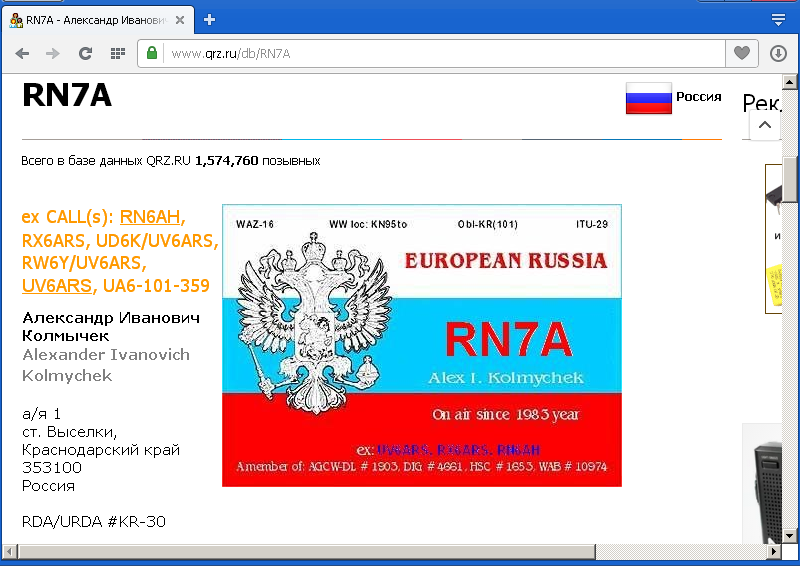 RN7A - Александр Иванович
www.qrz.ru/db/RN7A
RN7A
Россия
Рек
Всего в базе данных QRZ.RU 1,574,760 позывных
ex CALL(s): RN6AH,
RX6ARS, UD6K/UV6ARS,
RW6Y/UV6ARS,
UV6ARS, UA6-101-359
Александр Иванович
Колмычек
Alexander Ivanovich
Kolmychek
а/я 1
ст. Выселки,
Краснодарский край
353100
Россия
RDA/URDA #KR-30
WAZ-16 WW loc: KN95to Obl-KR(101) ITU-29
EUROPEAN RUSSIA
RN7A
Alex I. Kolmychek
On air since 1983 year
ex: UV6ARS, RX6ARS, RN6AH
A member of: AGCW-DL # 1903, DIG # 4661, HSC # 1653, WAB # 10974
и